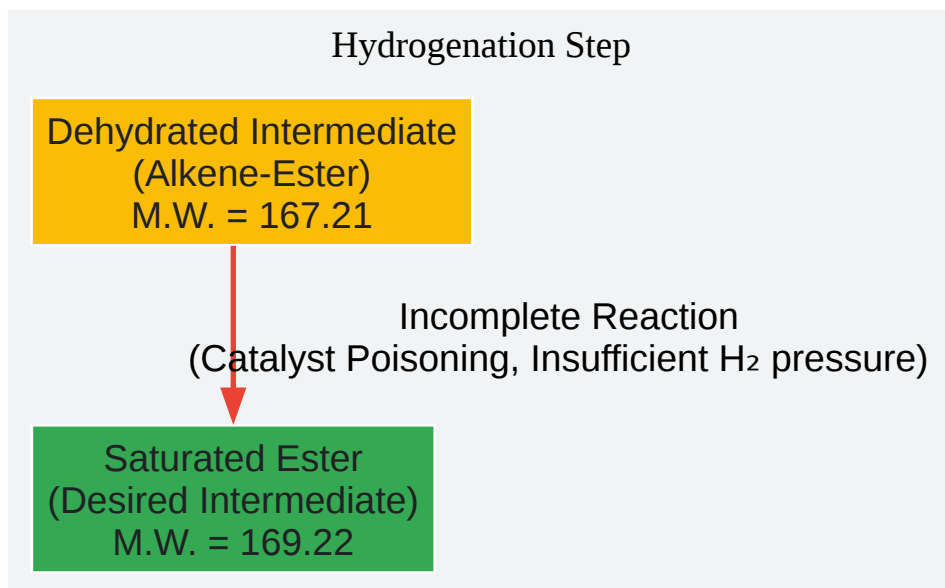 Hydrogenation Step
Dehydrated Intermediate
(Alkene-Ester)
M.W. = 167.21
Incomplete Reaction
(Catalyst Poisoning, Insufficient H₂ pressure)
Saturated Ester
(Desired Intermediate)
M.W. = 169.22